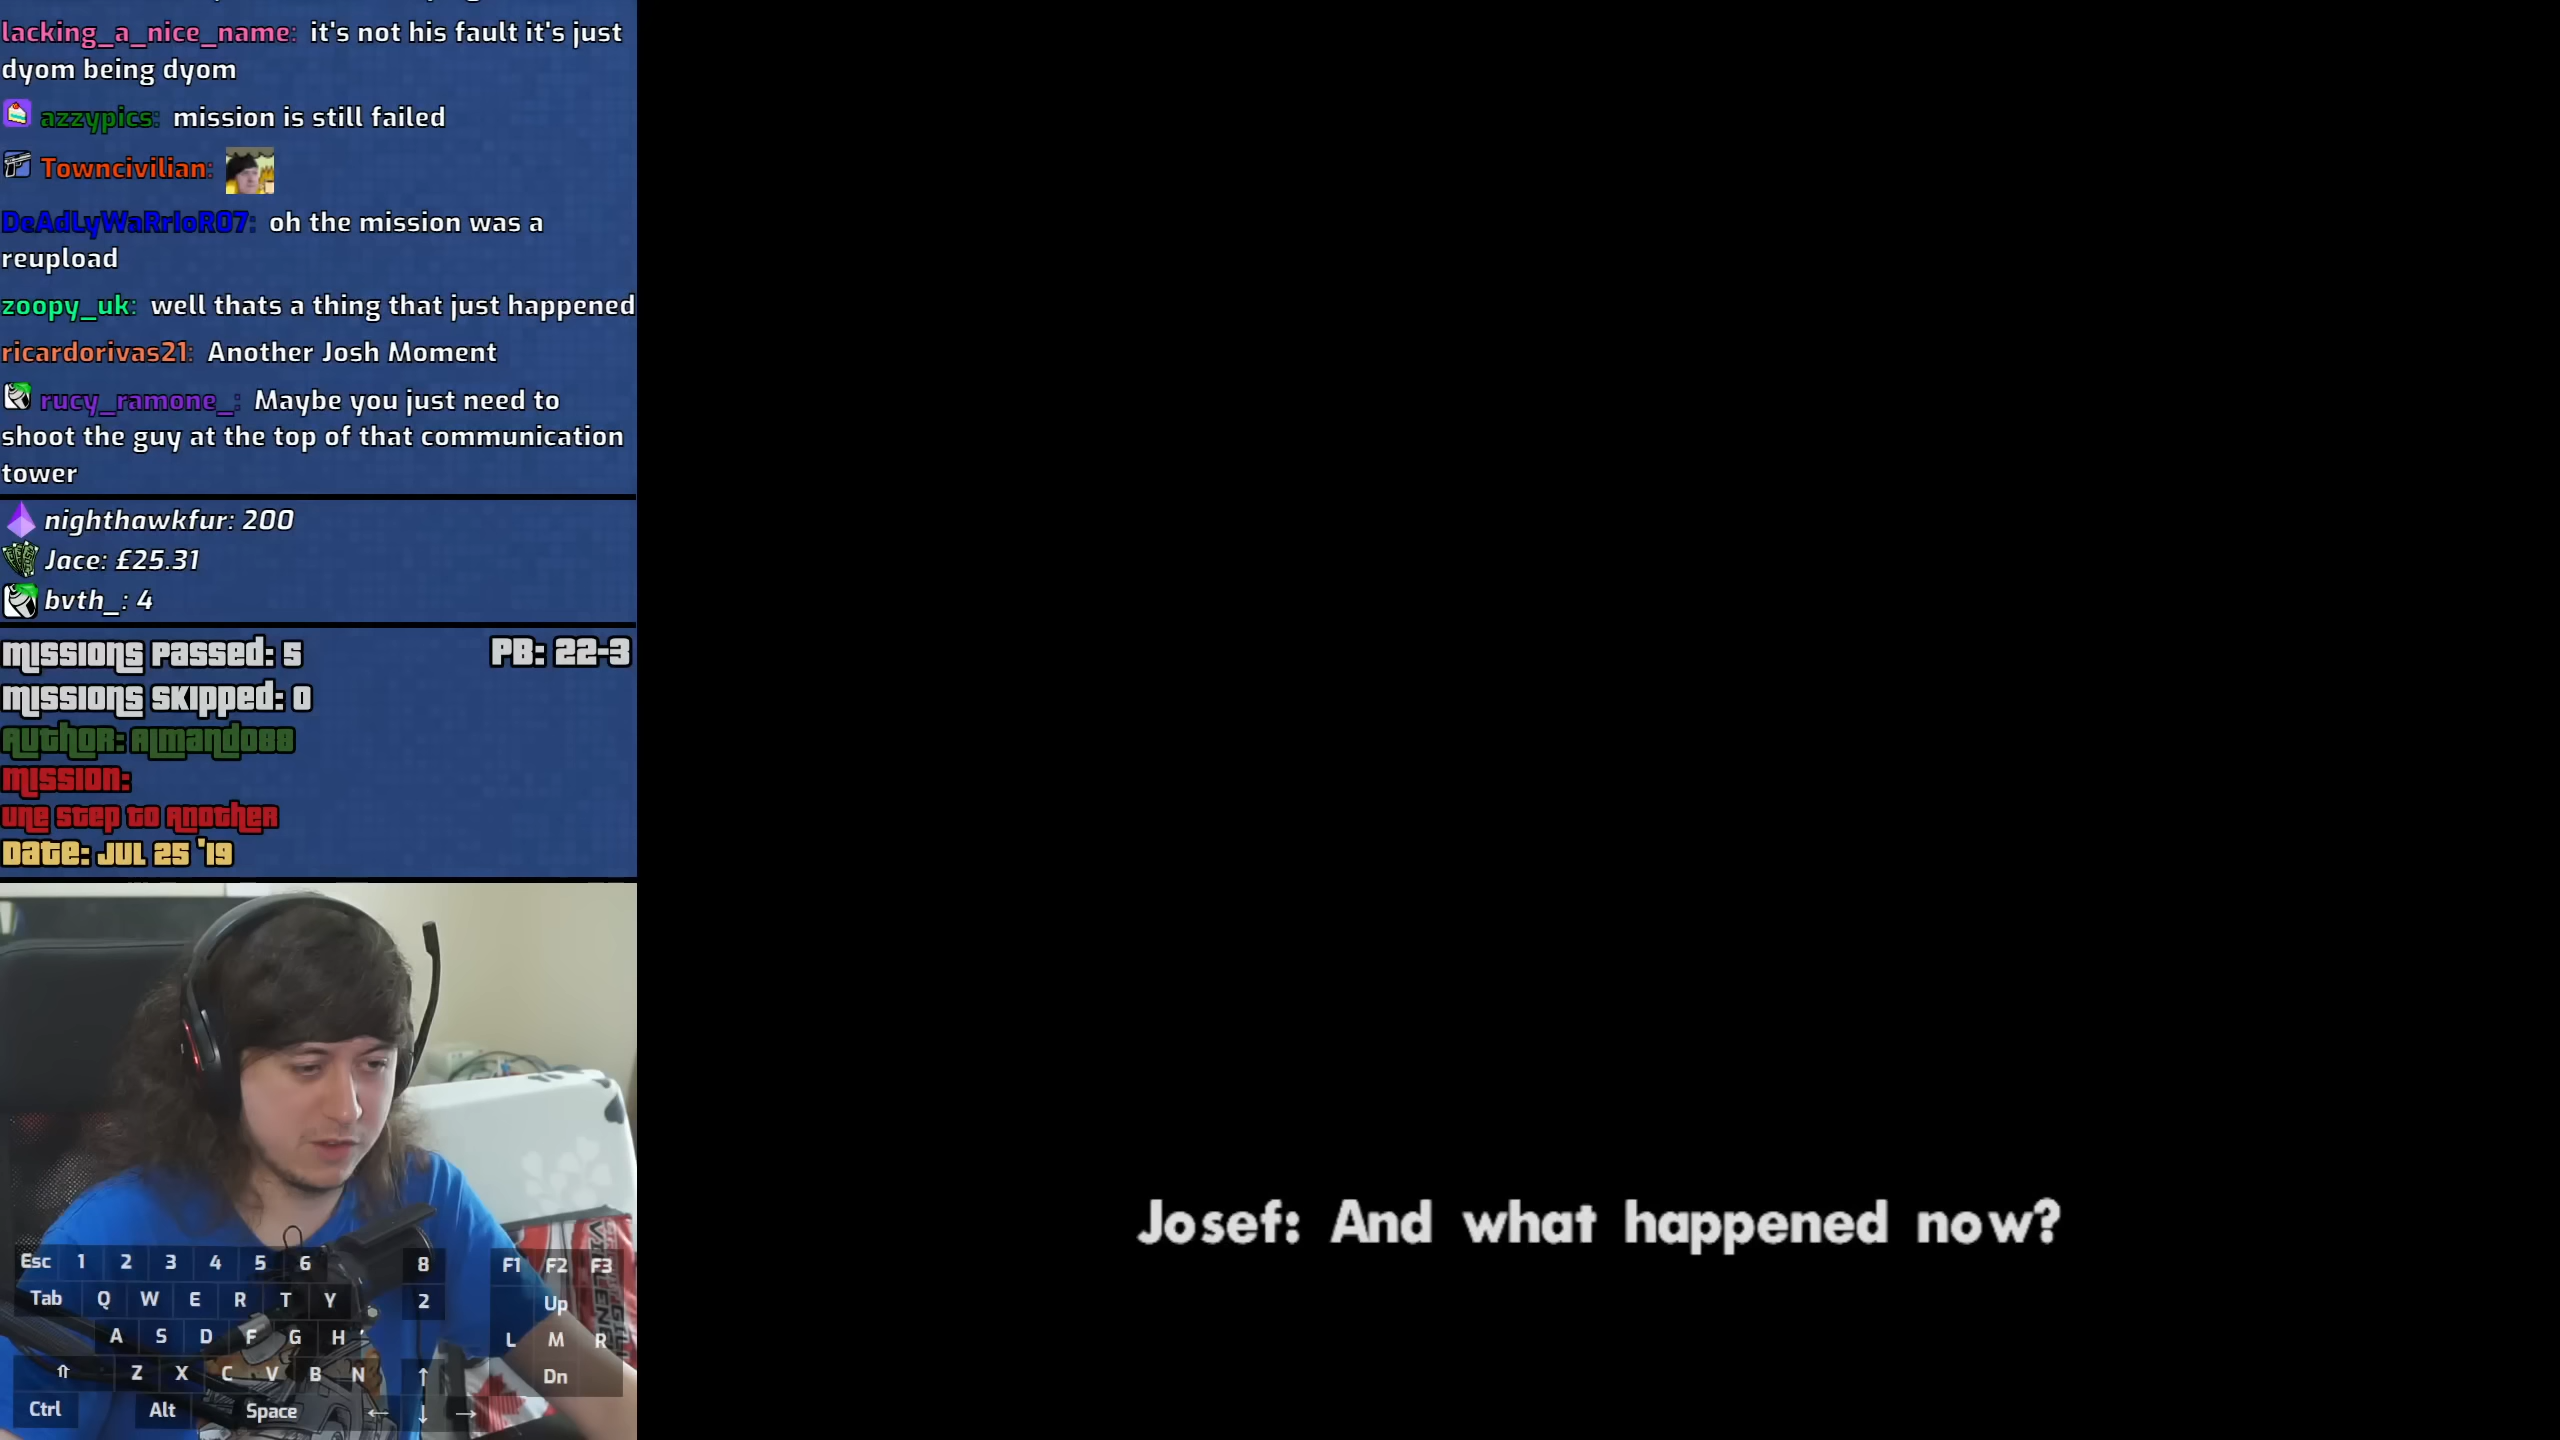 lacking_a_nice_name: it's not his fault it's just
dyom being dyom
azzypics: mission is still failed
Towncivilian:
DeAdLyWaRrIoR07: oh the mission was a
reupload
zoopy_uk: well thats a thing that just happened
ricardorivas21: Another Josh Moment
rucy_ramone_: Maybe you just need to
shoot the guy at the top of that communication
tower
nighthawkfur: 200
Jace: £25.31
bvth_: 4
Missions Passed: 5
PB: 22-3
Missions Skipped: 0
Author: Almando88
Mission:
One Step to Another
Date: Jul 25 '19
Josef: And what happened now?
Esc 1 2 3 4 5 6 8 F1 F2 F3
Tab Q W E R T Y 2 Up
A S D F G H L M R
⇧ Z X C V B N ↑ Dn
Ctrl Alt Space ← ↓ →